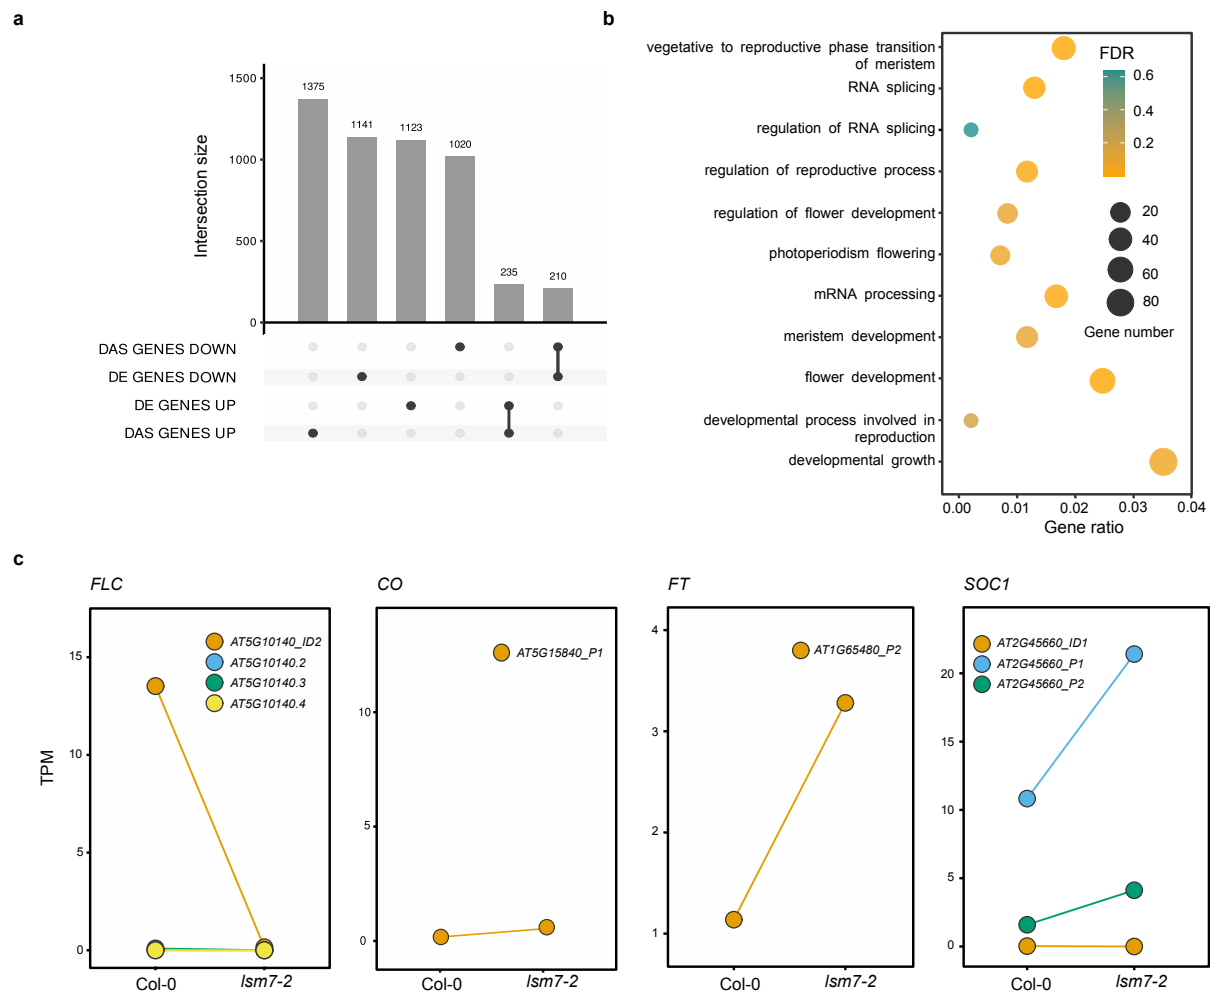 a
Intersection size
1500
1000
500
0
1375
1141
1123
1020
235
210
DAS GENES DOWN
DE GENES DOWN
DE GENES UP
DAS GENES UP
b
vegetative to reproductive phase transition
of meristem
RNA splicing
regulation of RNA splicing
regulation of reproductive process
regulation of flower development
photoperiodism flowering
mRNA processing
meristem development
flower development
developmental process involved in
reproduction
developmental growth
FDR
0.6
0.4
0.2
20
40
60
80
Gene number
0.00
0.01
0.02
0.03
0.04
Gene ratio
c
FLC
TPM
15
10
5
0
AT5G10140_ID2
AT5G10140.2
AT5G10140.3
AT5G10140.4
Col-0
lsm7-2
CO
10
5
0
AT5G15840_P1
Col-0
lsm7-2
FT
4
3
2
1
AT1G65480_P2
Col-0
lsm7-2
SOC1
20
15
10
5
0
AT2G45660_ID1
AT2G45660_P1
AT2G45660_P2
Col-0
lsm7-2